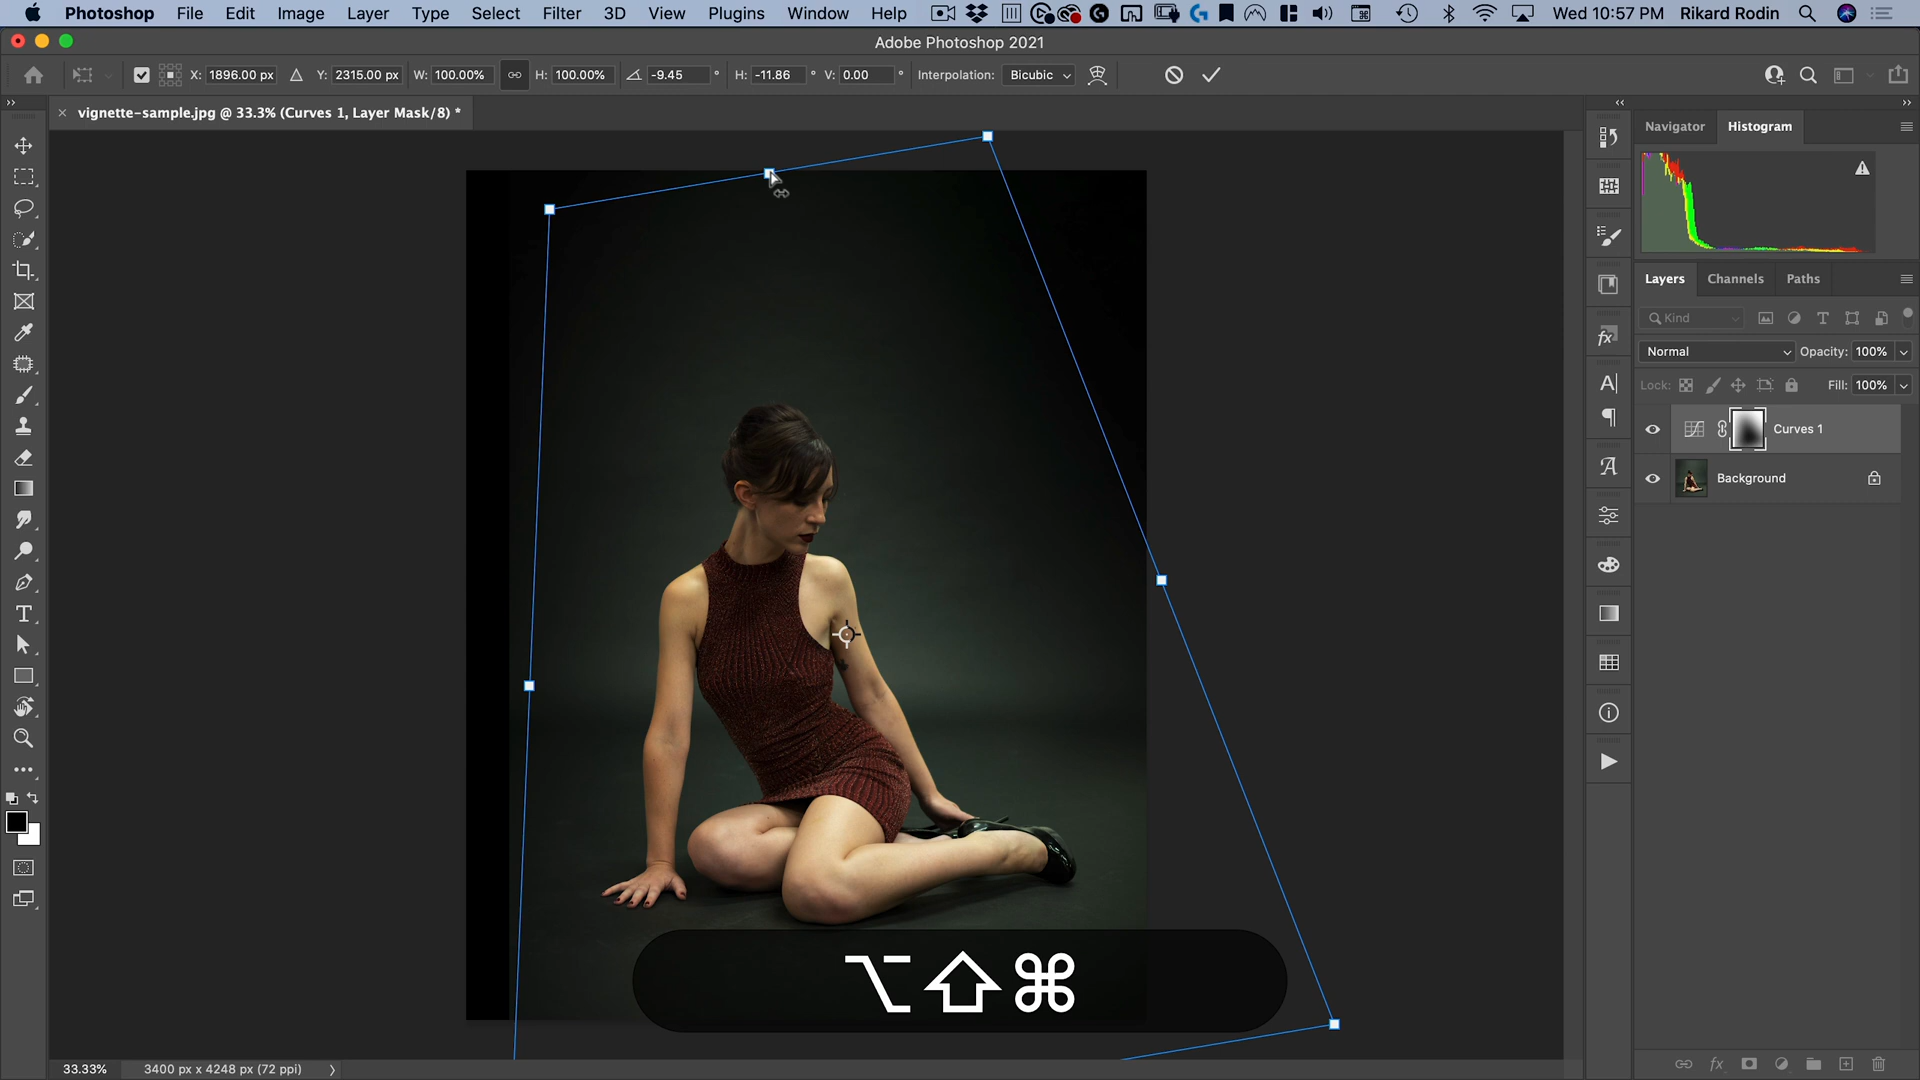 Photoshop File Edit Image Layer Type Select Filter 3D View Plugins Window Help Wed 10:57 PM Rikard Rodin
Adobe Photoshop 2021
X: 1896.00 px Y: 2315.00 px W: 100.00% H: 100.00% -9.45 ° H: -11.86 ° V: 0.00 ° Interpolation: Bicubic
vignette-sample.jpg @ 33.3% (Curves 1, Layer Mask/8) *
Navigator Histogram
Layers Channels Paths
Kind
Normal Opacity: 100%
Lock: Fill: 100%
Curves 1
Background
⌥⇧⌘
33.33% 3400 px x 4248 px (72 ppi)